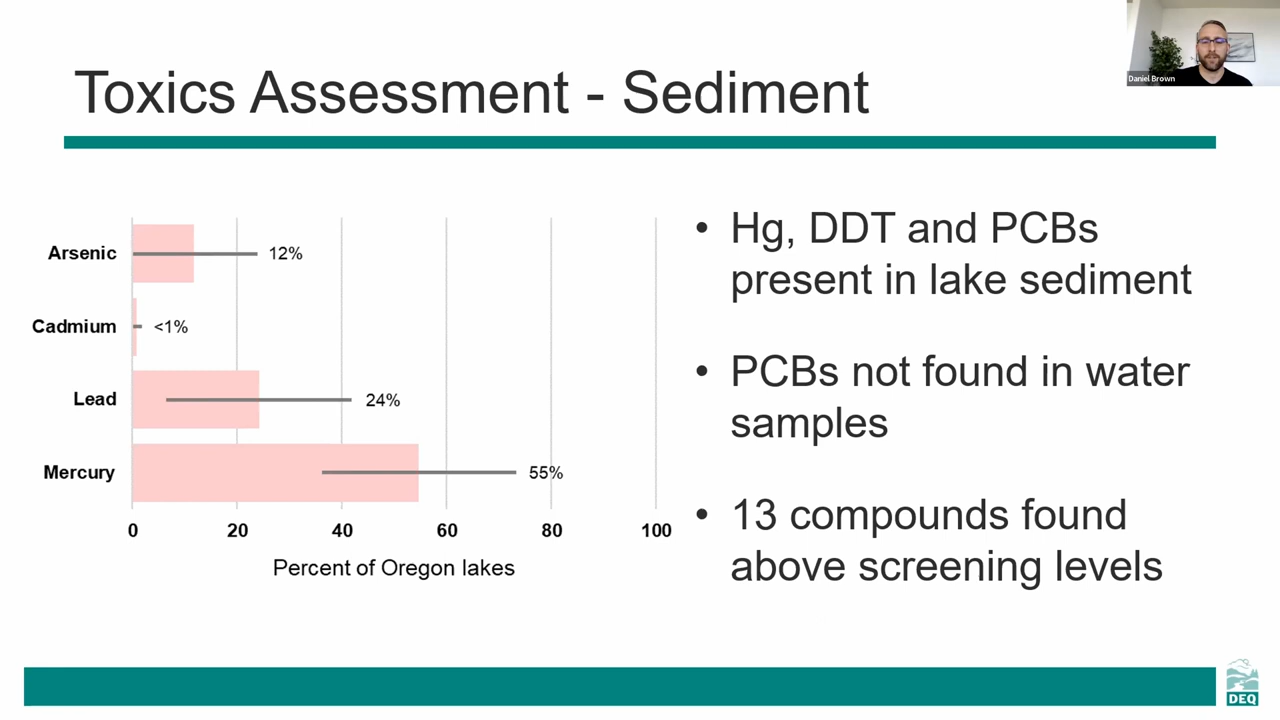 Daniel Brown
Toxics Assessment - Sediment
Arsenic
12%
Cadmium
<1%
Lead
24%
Mercury
55%
0
20
40
60
80
100
Percent of Oregon lakes
• Hg, DDT and PCBs
present in lake sediment
• PCBs not found in water
samples
• 13 compounds found
above screening levels
DEQ